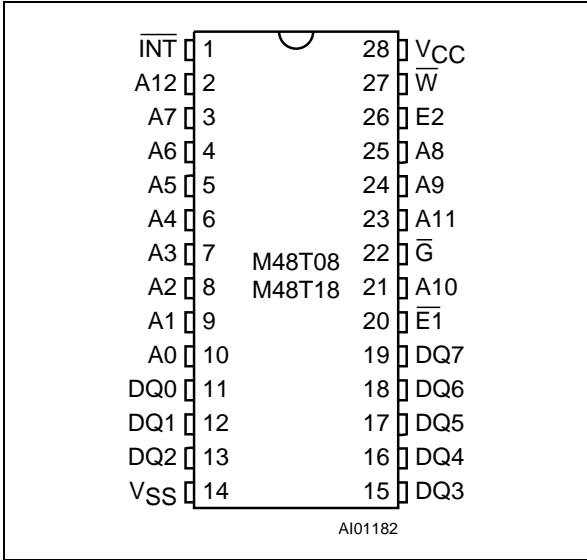 INT 1 28 VCC
A12 2 27 W
A7 3 26 E2
A6 4 25 A8
A5 5 24 A9
A4 6 23 A11
A3 7 22 G
M48T08
A2 8 21 A10
M48T18
A1 9 20 E1
A0 10 19 DQ7
DQ0 11 18 DQ6
DQ1 12 17 DQ5
DQ2 13 16 DQ4
VSS 14 15 DQ3
AI01182